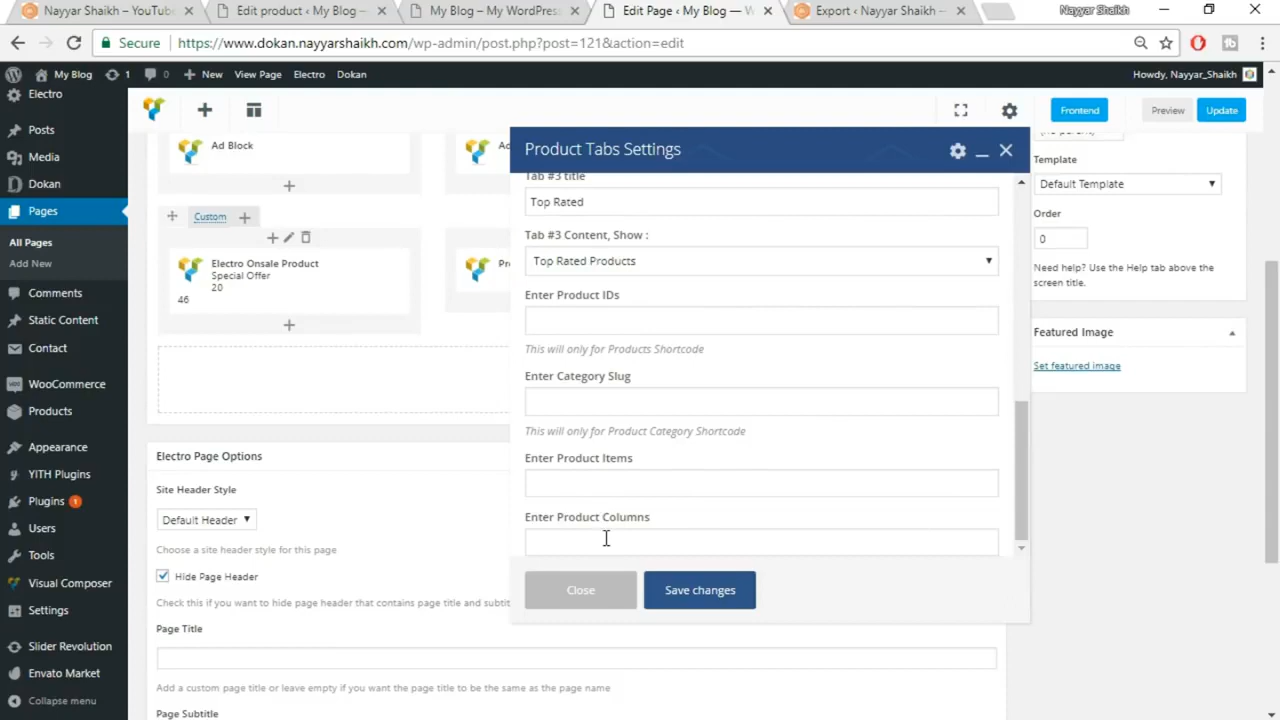 Nayyar Shaikh – YouTub
Edit product ‹ My Blog –
My Blog – My WordPress
Edit Page ‹ My Blog — W
Export ‹ Nayyar Shaikh –
Nayyar Shaikh
Secure
https://www.dokan.nayyarshaikh.com/wp-admin/post.php?post=121&action=edit
My Blog
1
0
New
View Page
Electro
Dokan
Howdy, Nayyar_Shaikh
Electro
Posts
Media
Dokan
Pages
All Pages
Add New
Comments
Static Content
Contact
WooCommerce
Products
Appearance
YITH Plugins
Plugins 1
Users
Tools
Visual Composer
Settings
Slider Revolution
Envato Market
Collapse menu
Frontend
Preview
Update
Ad Block
Custom
Electro Onsale Product
Special Offer
20
46
Electro Page Options
Site Header Style
Default Header
Choose a site header style for this page
Hide Page Header
Check this if you want to hide page header that contains page title and subtit
Page Title
Add a custom page title or leave empty if you want the page title to be the same as the page name
Page Subtitle
Product Tabs Settings
Tab #3 title
Top Rated
Tab #3 Content, Show :
Top Rated Products
Enter Product IDs
This will only for Products Shortcode
Enter Category Slug
This will only for Product Category Shortcode
Enter Product Items
Enter Product Columns
Close
Save changes
Template
Default Template
Order
0
Need help? Use the Help tab above the
screen title.
Featured Image
Set featured image